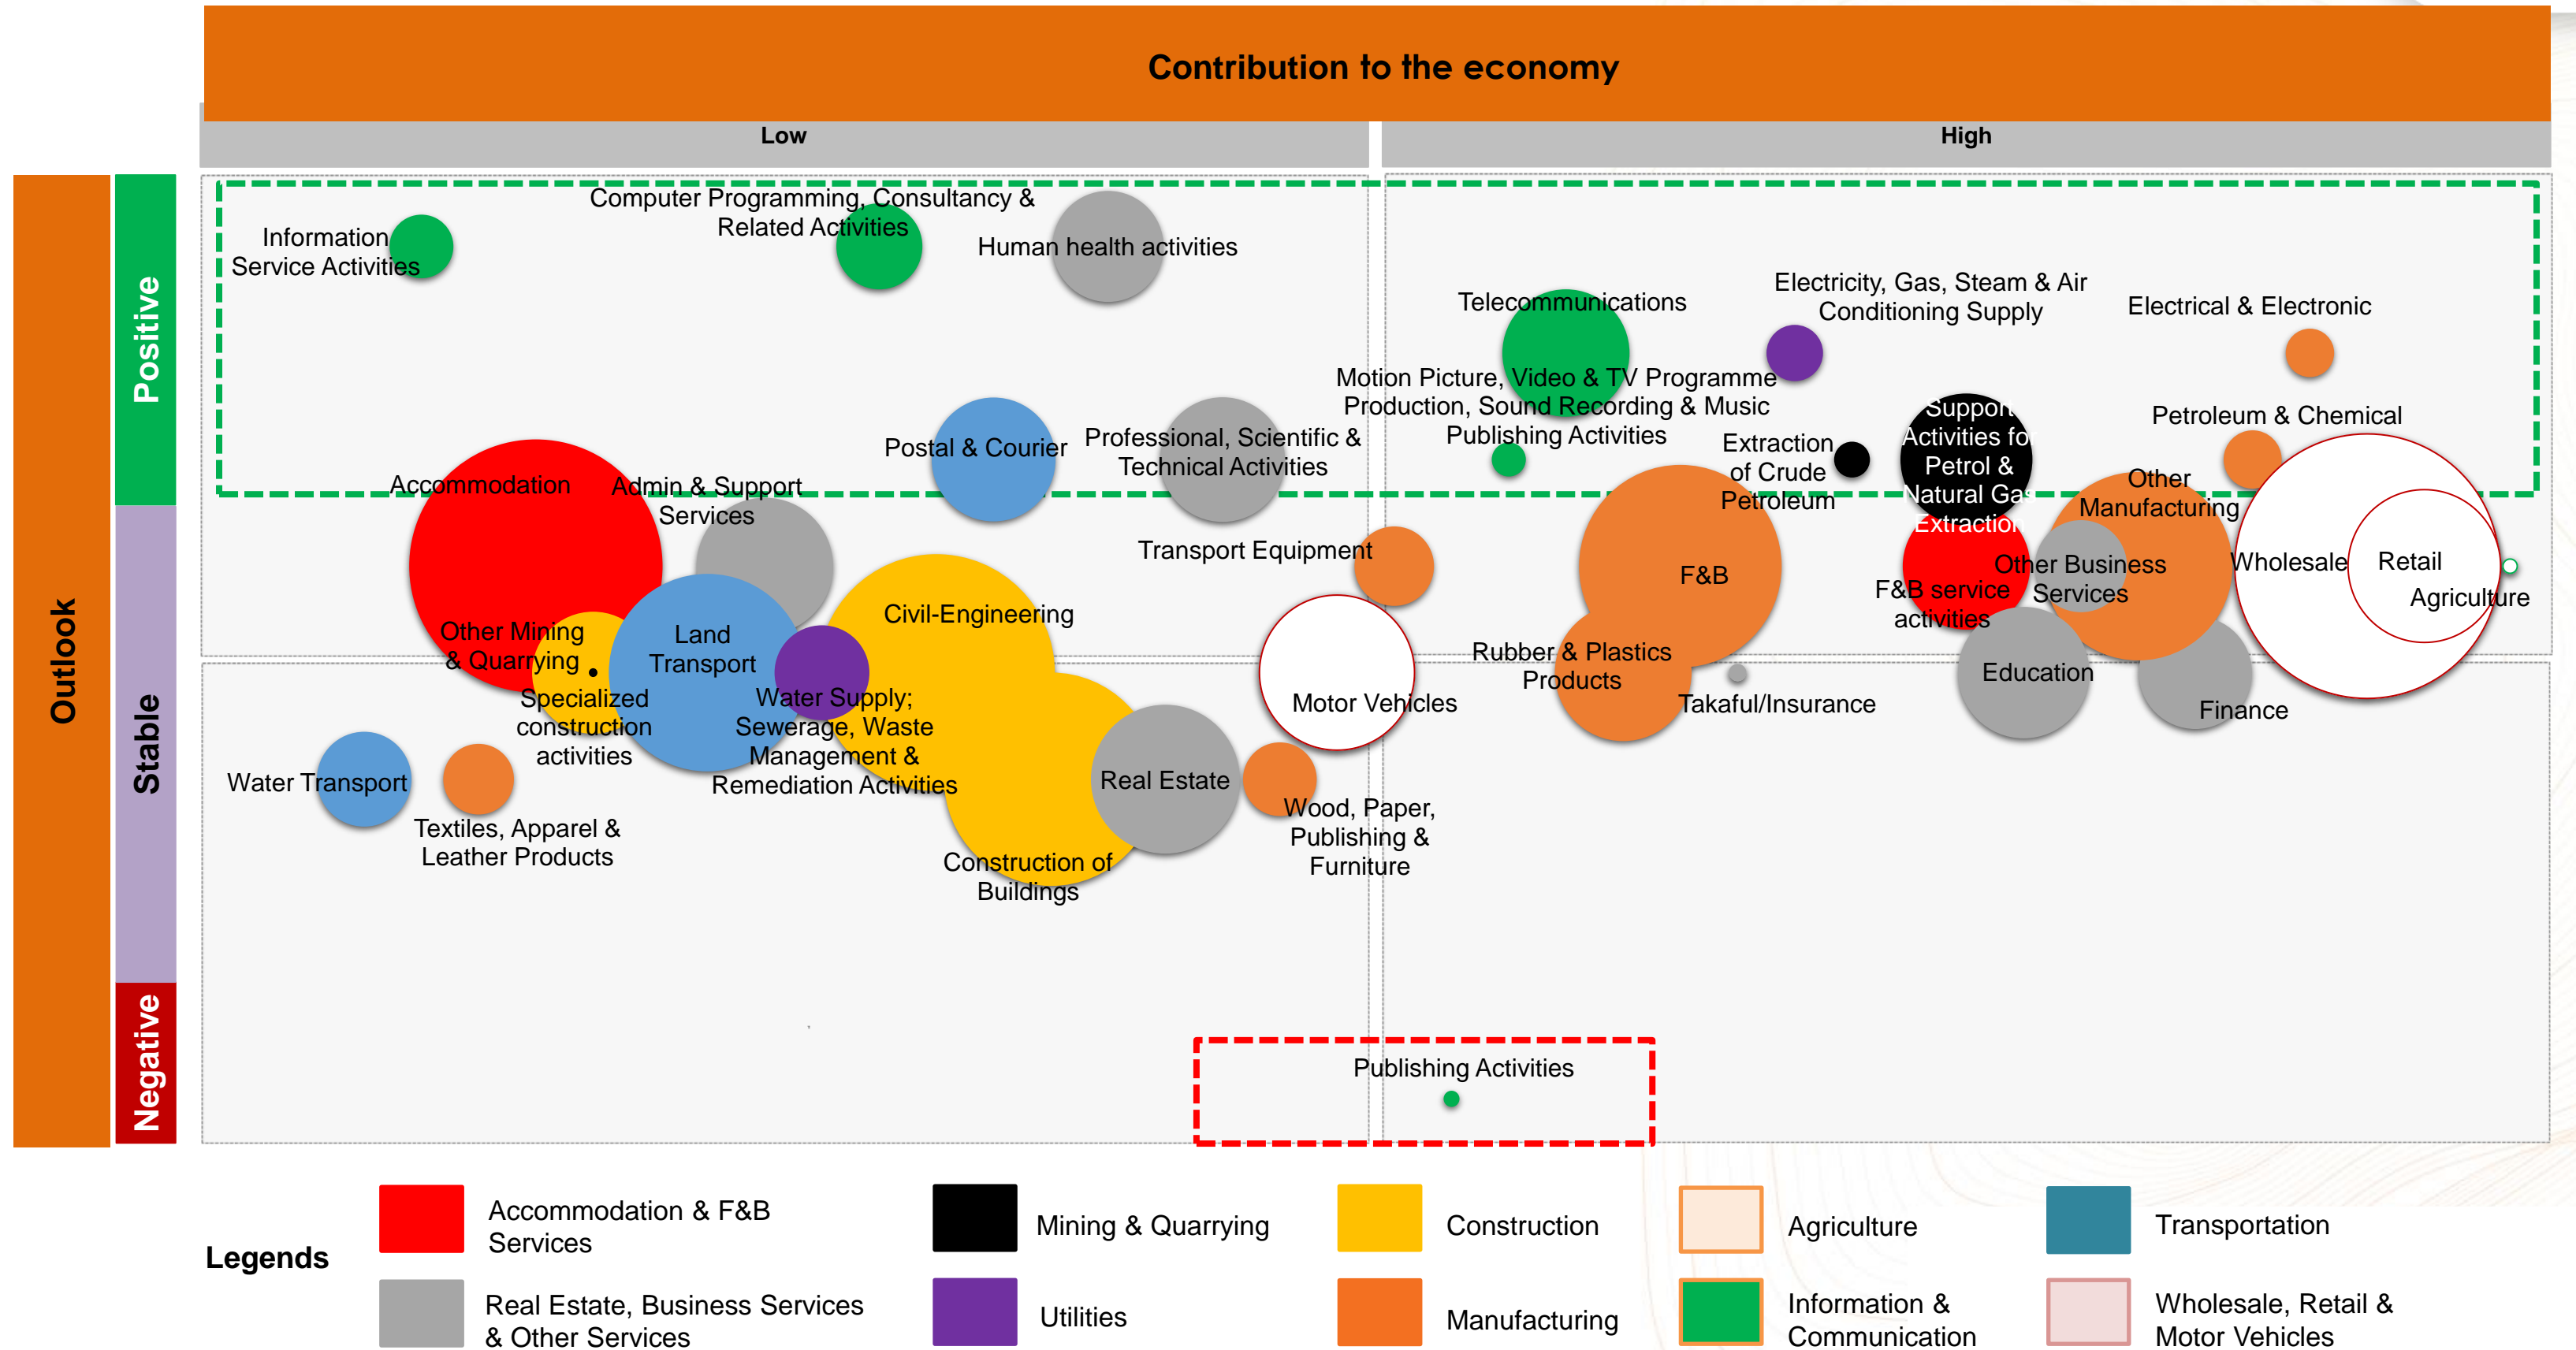 Contribution to the economy
Low
High
Outlook
Positive
Stable
Negative
Computer Programming, Consultancy &
Related Activities
Information
Service Activities
Human health activities
Telecommunications
Electricity, Gas, Steam & Air
Conditioning Supply
Electrical & Electronic
Motion Picture, Video & TV Programme
Production, Sound Recording & Music
Publishing Activities
Postal & Courier
Professional, Scientific &
Technical Activities
Extraction
of Crude
Petroleum
Support
Activities for
Petrol &
Natural Gas
Extraction
Petroleum & Chemical
Accommodation
Admin & Support
Services
Other
Manufacturing
Transport Equipment
F&B
F&B service
activities
Other Business
Services
Wholesale
Retail
Agriculture
Civil-Engineering
Other Mining
& Quarrying
Land
Transport
Specialized
construction
activities
Water Supply;
Sewerage, Waste
Management &
Remediation Activities
Motor Vehicles
Rubber & Plastics
Products
Takaful/Insurance
Education
Finance
Water Transport
Textiles, Apparel &
Leather Products
Real Estate
Wood, Paper,
Publishing &
Furniture
Construction of
Buildings
Publishing Activities
Legends
Accommodation & F&B
Services
Mining & Quarrying
Construction
Agriculture
Transportation
Real Estate, Business Services
& Other Services
Utilities
Manufacturing
Information &
Communication
Wholesale, Retail &
Motor Vehicles